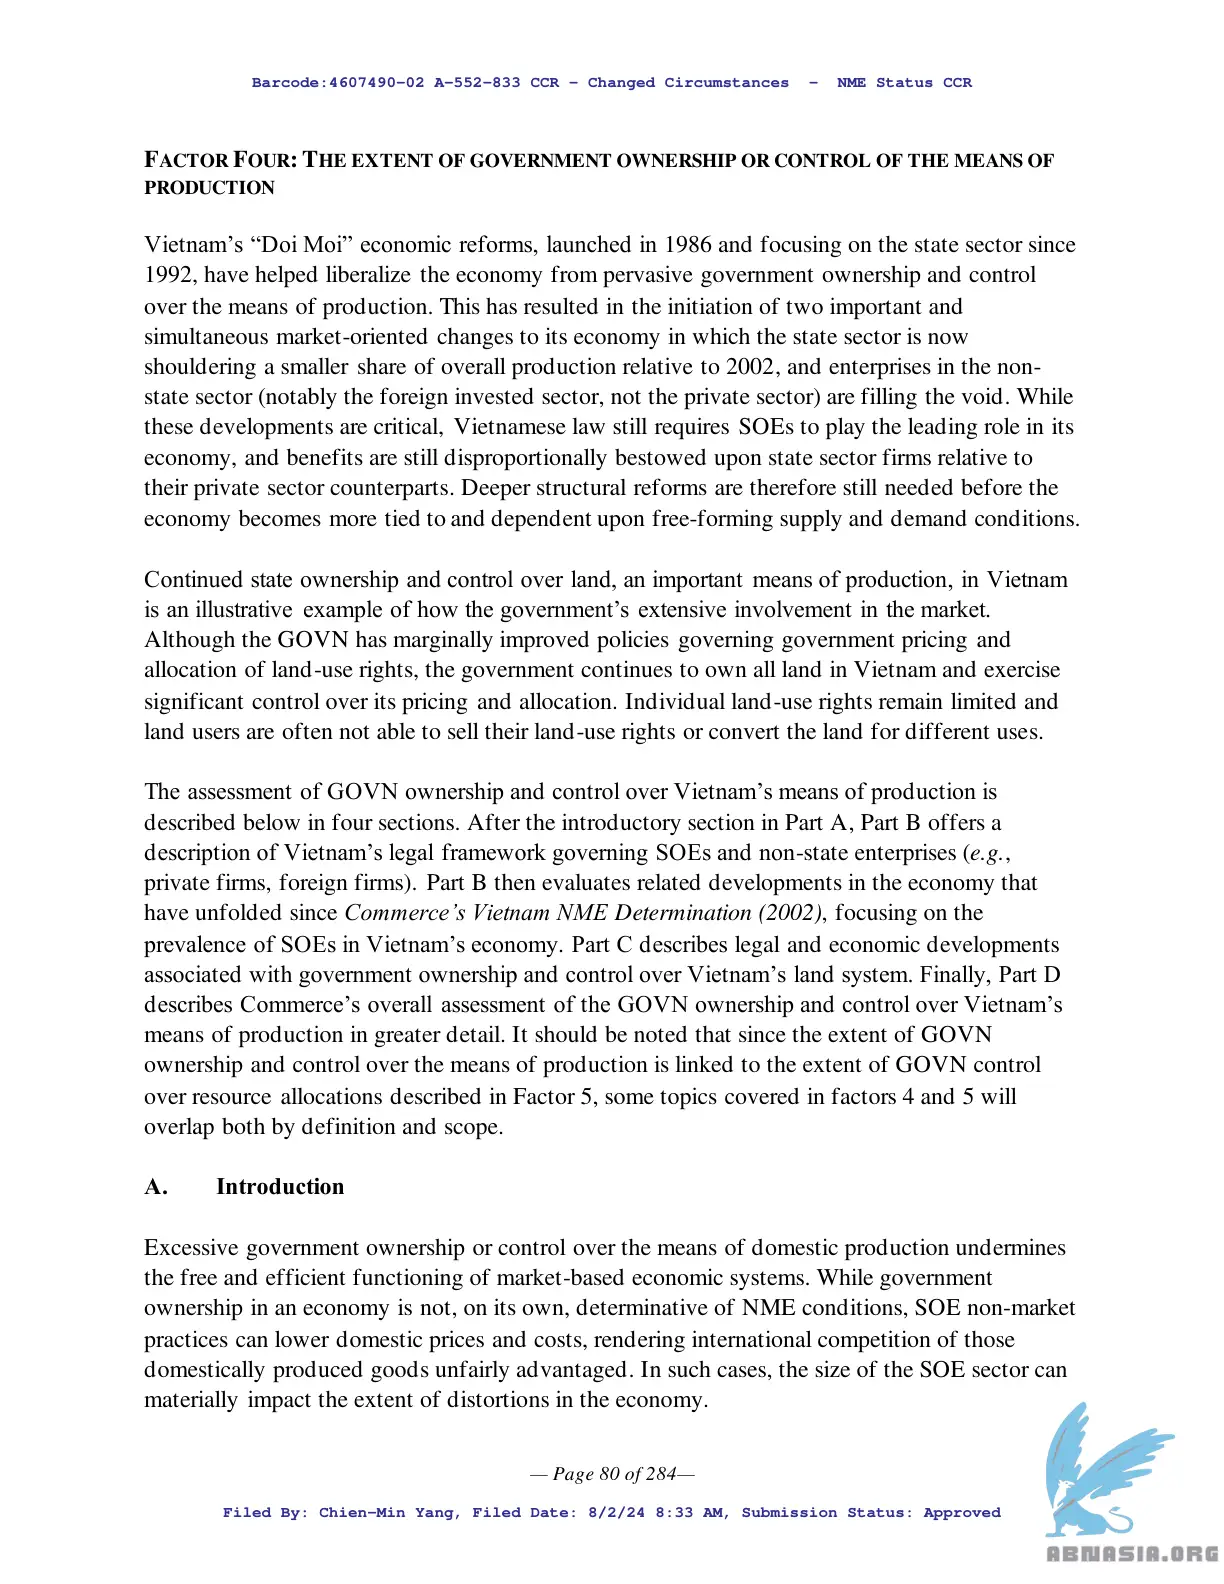 Barcode:4607490-02 A-552-833 CCR - Changed Circumstances - NME Status CCR
FACTOR FOUR: THE EXTENT OF GOVERNMENT OWNERSHIP OR CONTROL OF THE MEANS OF
PRODUCTION
Vietnam’s “Doi Moi” economic reforms, launched in 1986 and focusing on the state sector since
1992, have helped liberalize the economy from pervasive government ownership and control
over the means of production. This has resulted in the initiation of two important and
simultaneous market-oriented changes to its economy in which the state sector is now
shouldering a smaller share of overall production relative to 2002, and enterprises in the non-
state sector (notably the foreign invested sector, not the private sector) are filling the void. While
these developments are critical, Vietnamese law still requires SOEs to play the leading role in its
economy, and benefits are still disproportionally bestowed upon state sector firms relative to
their private sector counterparts. Deeper structural reforms are therefore still needed before the
economy becomes more tied to and dependent upon free-forming supply and demand conditions.
Continued state ownership and control over land, an important means of production, in Vietnam
is an illustrative example of how the government’s extensive involvement in the market.
Although the GOVN has marginally improved policies governing government pricing and
allocation of land-use rights, the government continues to own all land in Vietnam and exercise
significant control over its pricing and allocation. Individual land-use rights remain limited and
land users are often not able to sell their land-use rights or convert the land for different uses.
The assessment of GOVN ownership and control over Vietnam’s means of production is
described below in four sections. After the introductory section in Part A, Part B offers a
description of Vietnam’s legal framework governing SOEs and non-state enterprises (e.g.,
private firms, foreign firms). Part B then evaluates related developments in the economy that
have unfolded since Commerce’s Vietnam NME Determination (2002), focusing on the
prevalence of SOEs in Vietnam’s economy. Part C describes legal and economic developments
associated with government ownership and control over Vietnam’s land system. Finally, Part D
describes Commerce’s overall assessment of the GOVN ownership and control over Vietnam’s
means of production in greater detail. It should be noted that since the extent of GOVN
ownership and control over the means of production is linked to the extent of GOVN control
over resource allocations described in Factor 5, some topics covered in factors 4 and 5 will
overlap both by definition and scope.
A. Introduction
Excessive government ownership or control over the means of domestic production undermines
the free and efficient functioning of market-based economic systems. While government
ownership in an economy is not, on its own, determinative of NME conditions, SOE non-market
practices can lower domestic prices and costs, rendering international competition of those
domestically produced goods unfairly advantaged. In such cases, the size of the SOE sector can
materially impact the extent of distortions in the economy.
— Page 80 of 284—
Filed By: Chien-Min Yang, Filed Date: 8/2/24 8:33 AM, Submission Status: Approved
ABNASIA.ORG